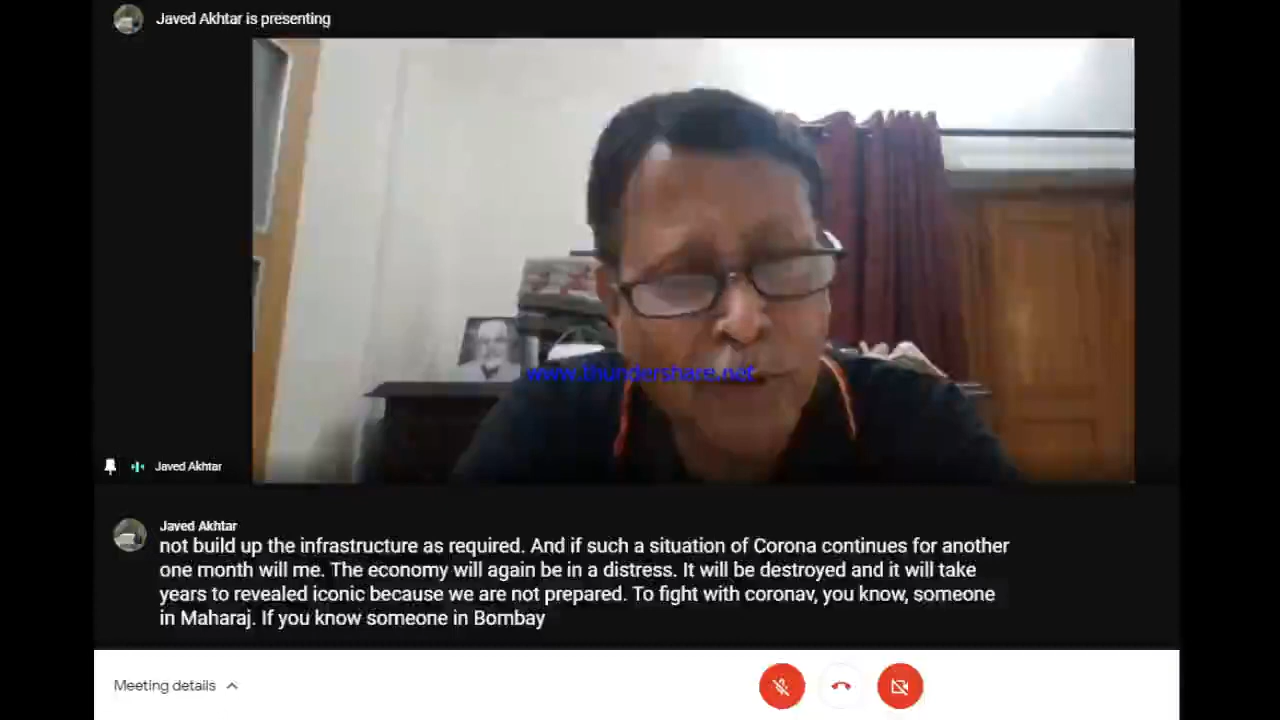 Javed Akhtar is presenting
www.thundershare.net
Javed Akhtar
Javed Akhtar
not build up the infrastructure as required. And if such a situation of Corona continues for another
one month will me. The economy will again be in a distress. It will be destroyed and it will take
years to revealed iconic because we are not prepared. To fight with coronav, you know, someone
in Maharaj. If you know someone in Bombay
Meeting details